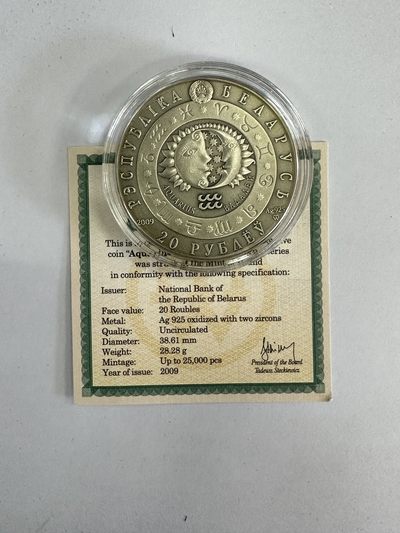 РЭСПУБЛІКА БЕЛАРУСЬ
AQUARIUS
2009
20 РУБЛЁЎ
This is
coin
series
was
in conformity with the following specification:
Issuer: National Bank of
the Republic of Belarus
Face value: 20 Roubles
Metal: Ag 925 oxidized with two zircons
Quality: Uncirculated
Diameter: 38.61 mm
Weight: 28.28 g
Mintage: Up to 25,000 pcs
Year of issue: 2009
President of the Board
Tadeusz Steckiewicz